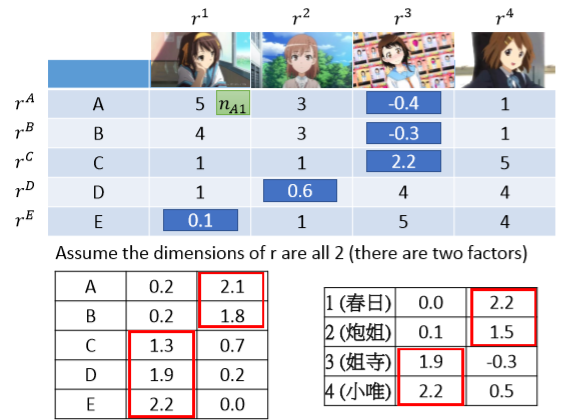 r¹ r² r³ r⁴
r^A A 5 n_{A1} 3 -0.4 1
r^B B 4 3 -0.3 1
r^C C 1 1 2.2 5
r^D D 1 0.6 4 4
r^E E 0.1 1 5 4
Assume the dimensions of r are all 2 (there are two factors)
A 0.2 2.1
B 0.2 1.8
C 1.3 0.7
D 1.9 0.2
E 2.2 0.0
1 (春日) 0.0 2.2
2 (炮姐) 0.1 1.5
3 (姐寺) 1.9 -0.3
4 (小唯) 2.2 0.5